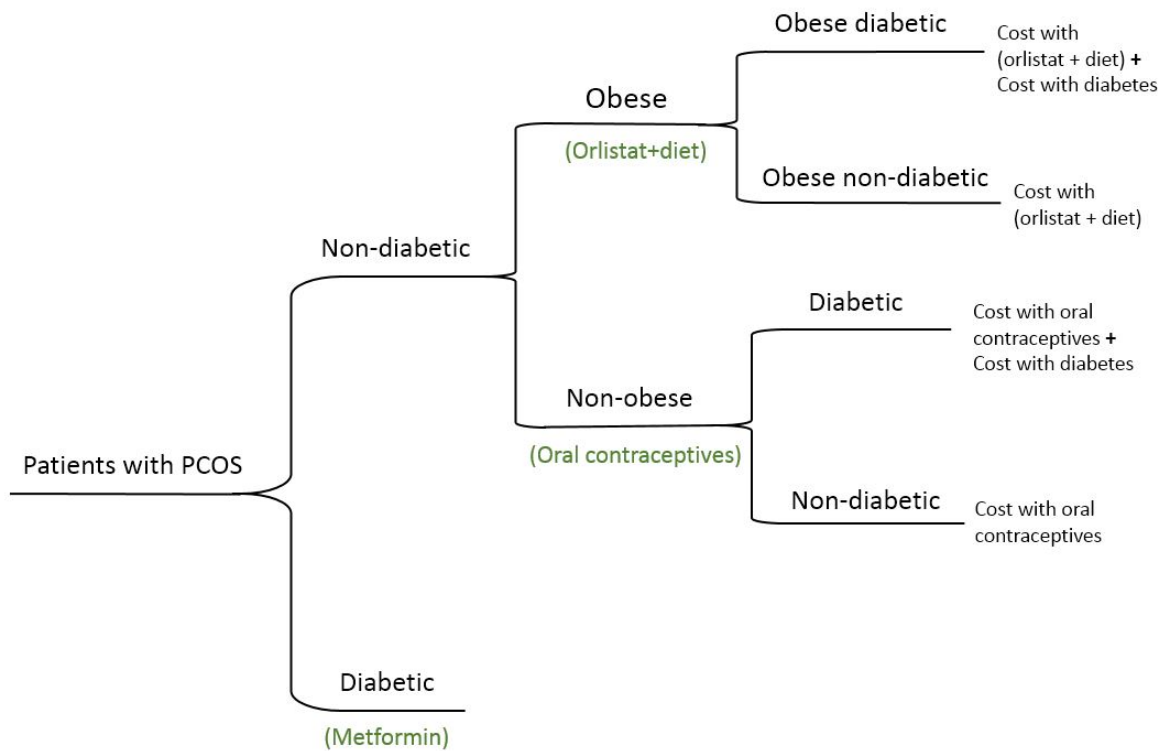 Obese diabetic
Cost with
(orlistat + diet) +
Cost with diabetes
Obese
(Orlistat+diet)
Obese non-diabetic
Cost with
(orlistat + diet)
Non-diabetic
Diabetic
Cost with oral
contraceptives +
Cost with diabetes
Non-obese
(Oral contraceptives)
Patients with PCOS
Non-diabetic
Cost with oral
contraceptives
Diabetic
(Metformin)